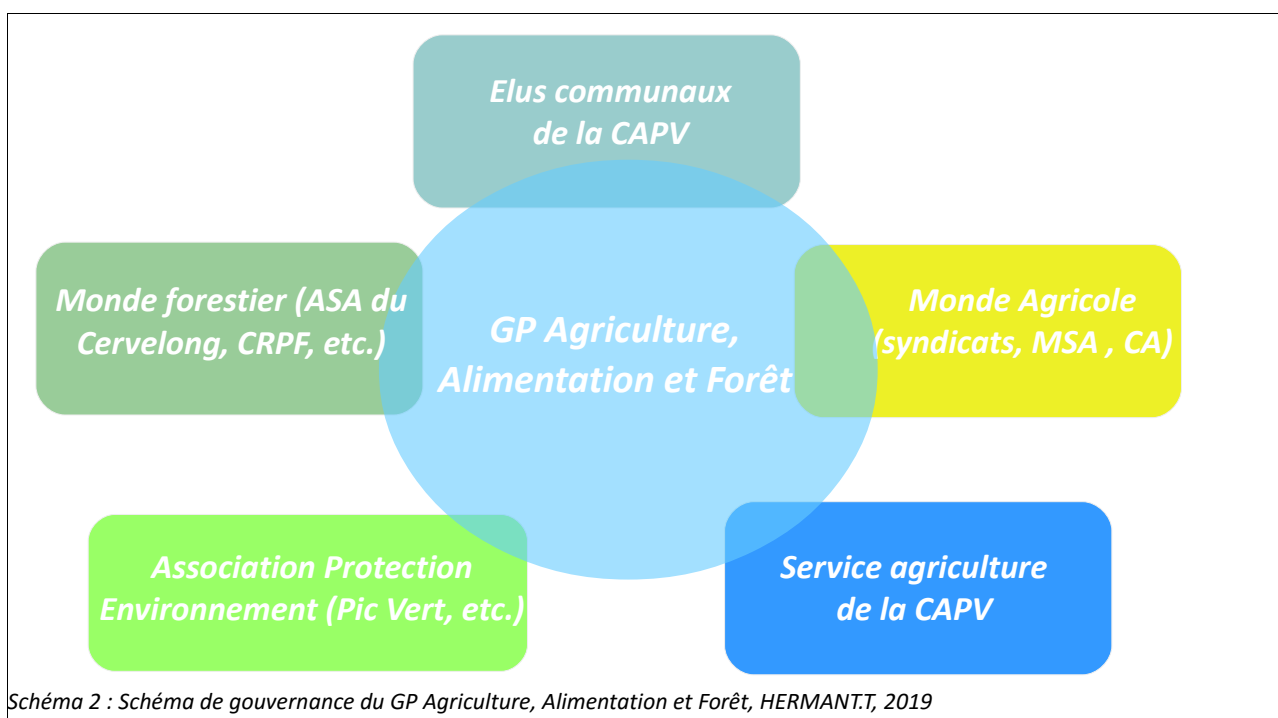 Elus communaux
de la CAPV
Monde forestier (ASA du
Cervelong, CRPF, etc.)
GP Agriculture,
Alimentation et Forêt
Monde Agricole
(syndicats, MSA , CA)
Association Protection
Environnement (Pic Vert, etc.)
Service agriculture
de la CAPV
Schéma 2 : Schéma de gouvernance du GP Agriculture, Alimentation et Forêt, HERMANT.T, 2019